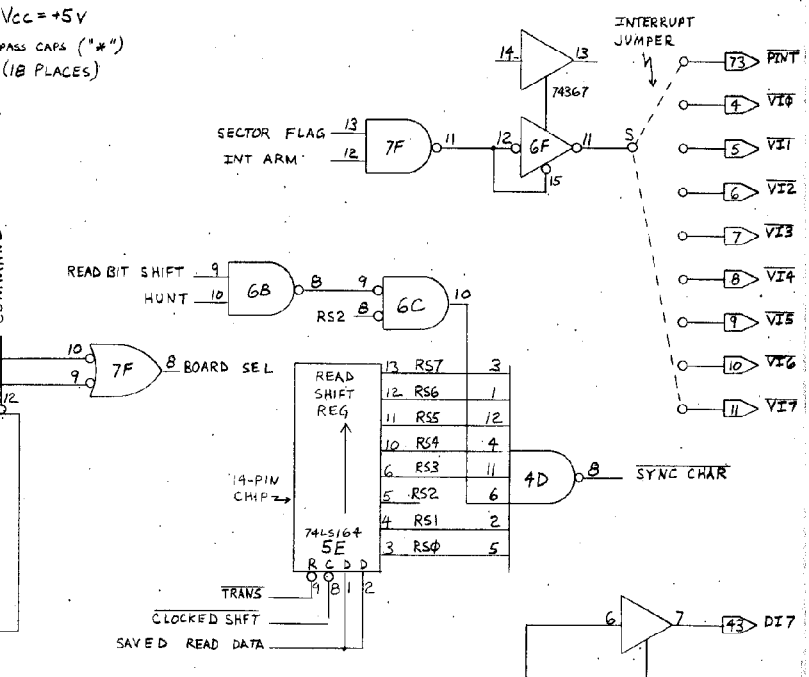 Vcc = +5V
PASS CAPS ("*")
(18 PLACES)
14
13
74367
INTERRUPT
JUMPER
73 PINT
4 VI0
5 VI1
6 VI2
7 VI3
8 VI4
9 VI5
10 VI6
11 VI7
SECTOR FLAG 13
INT ARM 12
7F
11
12
6F
11
15
S
READ BIT SHIFT 9
HUNT 10
6B
8
9
RS2 8
6C
10
10
9
7F
8 BOARD SEL
12
READ
SHIFT
REG
14-PIN
CHIP
74LS164
5E
R C D D
9 8 1 2
13 RS7 3
12 RS6 1
11 RS5 12
10 RS4 4
6 RS3 11
5 RS2 6
4 RS1 2
3 RSØ 5
4D
8 SYNC CHAR
TRANS
CLOCKED SHFT
SAVED READ DATA
6
7
43 DI7